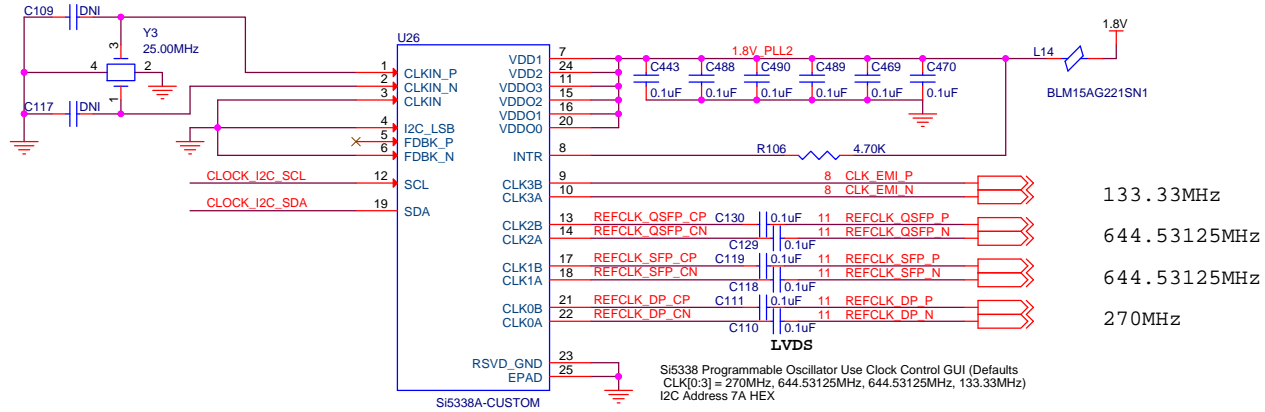 C109
DNI
Y3
25.00MHz
3
4
2
1
C117
DNI
U26
1
CLKIN_P
2
CLKIN_N
3
CLKIN
4
I2C_LSB
5
FDBK_P
6
FDBK_N
CLOCK_I2C_SCL
12
SCL
CLOCK_I2C_SDA
19
SDA
VDD1
7
VDD2
24
VDDO3
11
VDDO2
15
VDDO1
16
VDDO0
20
INTR
8
CLK3B
9
CLK3A
10
CLK2B
13
CLK2A
14
CLK1B
17
CLK1A
18
CLK0B
21
CLK0A
22
RSVD_GND
23
EPAD
25
Si5338A-CUSTOM
1.8V_PLL2
C443
0.1uF
C488
0.1uF
C490
0.1uF
C489
0.1uF
C469
0.1uF
C470
0.1uF
L14
1.8V
BLM15AG221SN1
R106
4.70K
8 CLK_EMI_P
8 CLK_EMI_N
133.33MHz
REFCLK_QSFP_CP
C130
0.1uF
11 REFCLK_QSFP_P
REFCLK_QSFP_CN
C129
0.1uF
11 REFCLK_QSFP_N
644.53125MHz
REFCLK_SFP_CP
C119
0.1uF
11 REFCLK_SFP_P
REFCLK_SFP_CN
C118
0.1uF
11 REFCLK_SFP_N
644.53125MHz
REFCLK_DP_CP
C111
0.1uF
11 REFCLK_DP_P
REFCLK_DP_CN
C110
0.1uF
11 REFCLK_DP_N
270MHz
LVDS
Si5338 Programmable Oscillator Use Clock Control GUI (Defaults
CLK[0:3] = 270MHz, 644.53125MHz, 644.53125MHz, 133.33MHz)
I2C Address 7A HEX